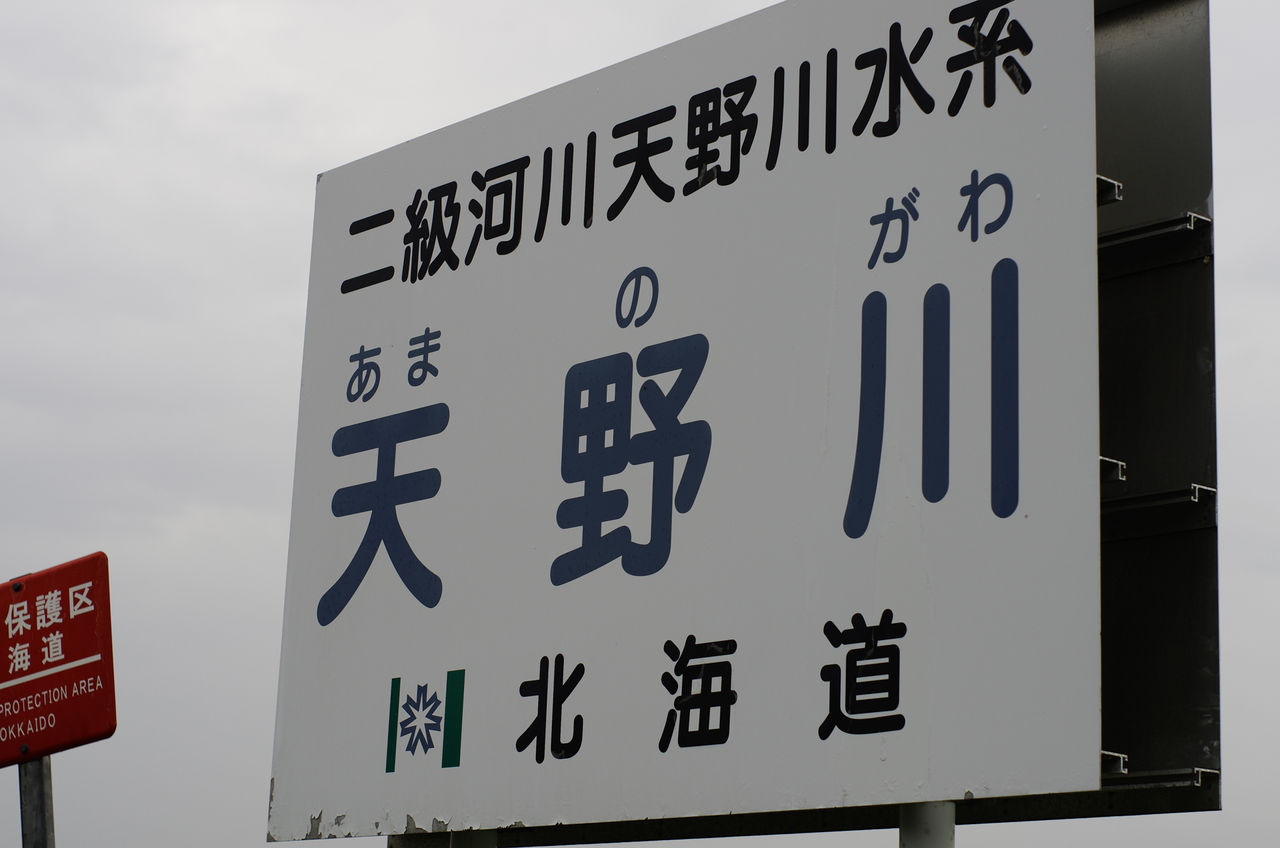 二級河川天野川水系
あま の がわ
天野川
北海道
保護区
海道
PROTECTION AREA
OKKAIDO